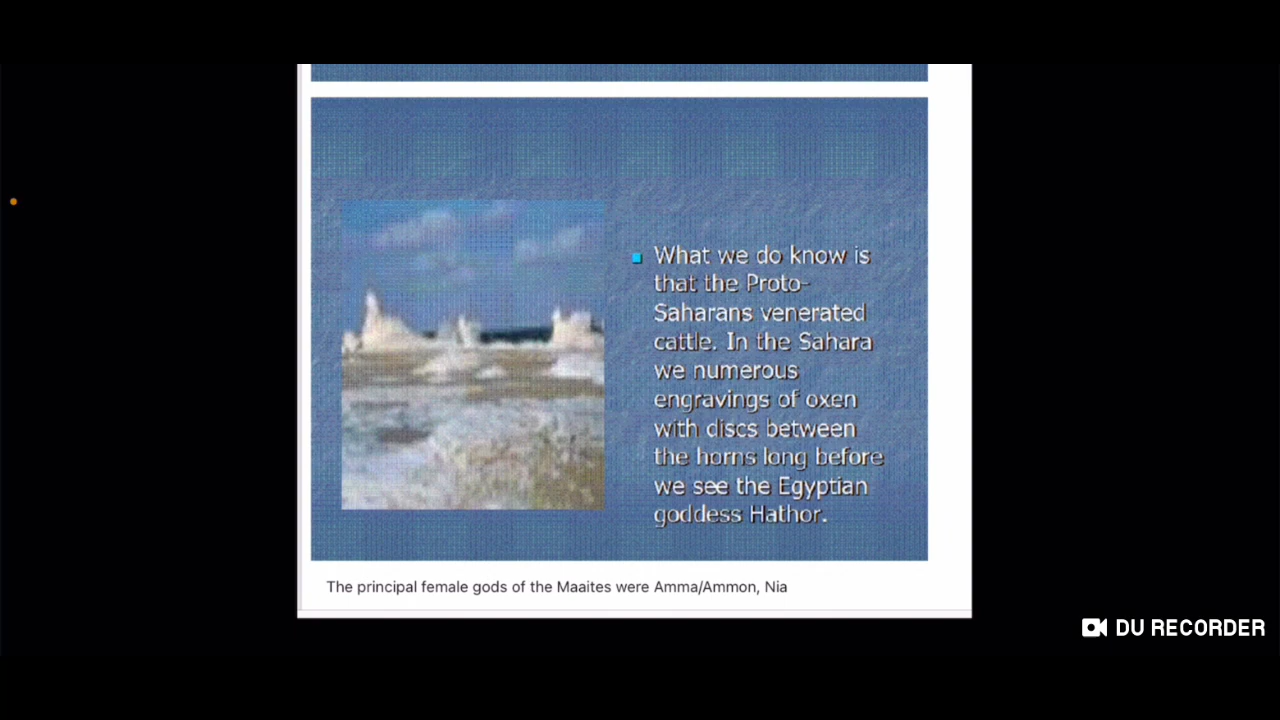 What we do know is
that the Proto-
Saharans venerated
cattle. In the Sahara
we numerous
engravings of oxen
with discs between
the horns long before
we see the Egyptian
goddess Hathor.
The principal female gods of the Maaites were Amma/Ammon, Nia
DU RECORDER